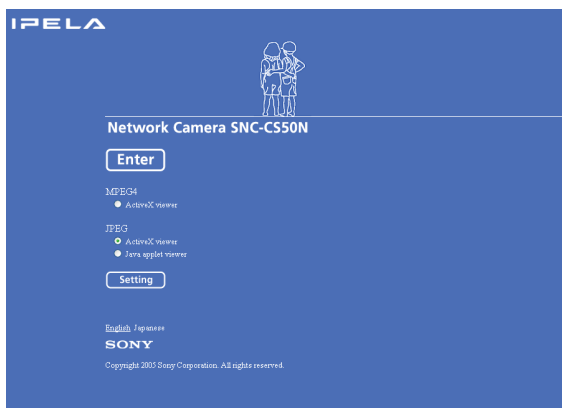 IPELA
Network Camera SNC-CS50N
Enter
MPEG4
ActiveX viewer
JPEG
ActiveX viewer
Java applet viewer
Setting
English Japanese
SONY
Copyright 2005 Sony Corporation. All rights reserved.